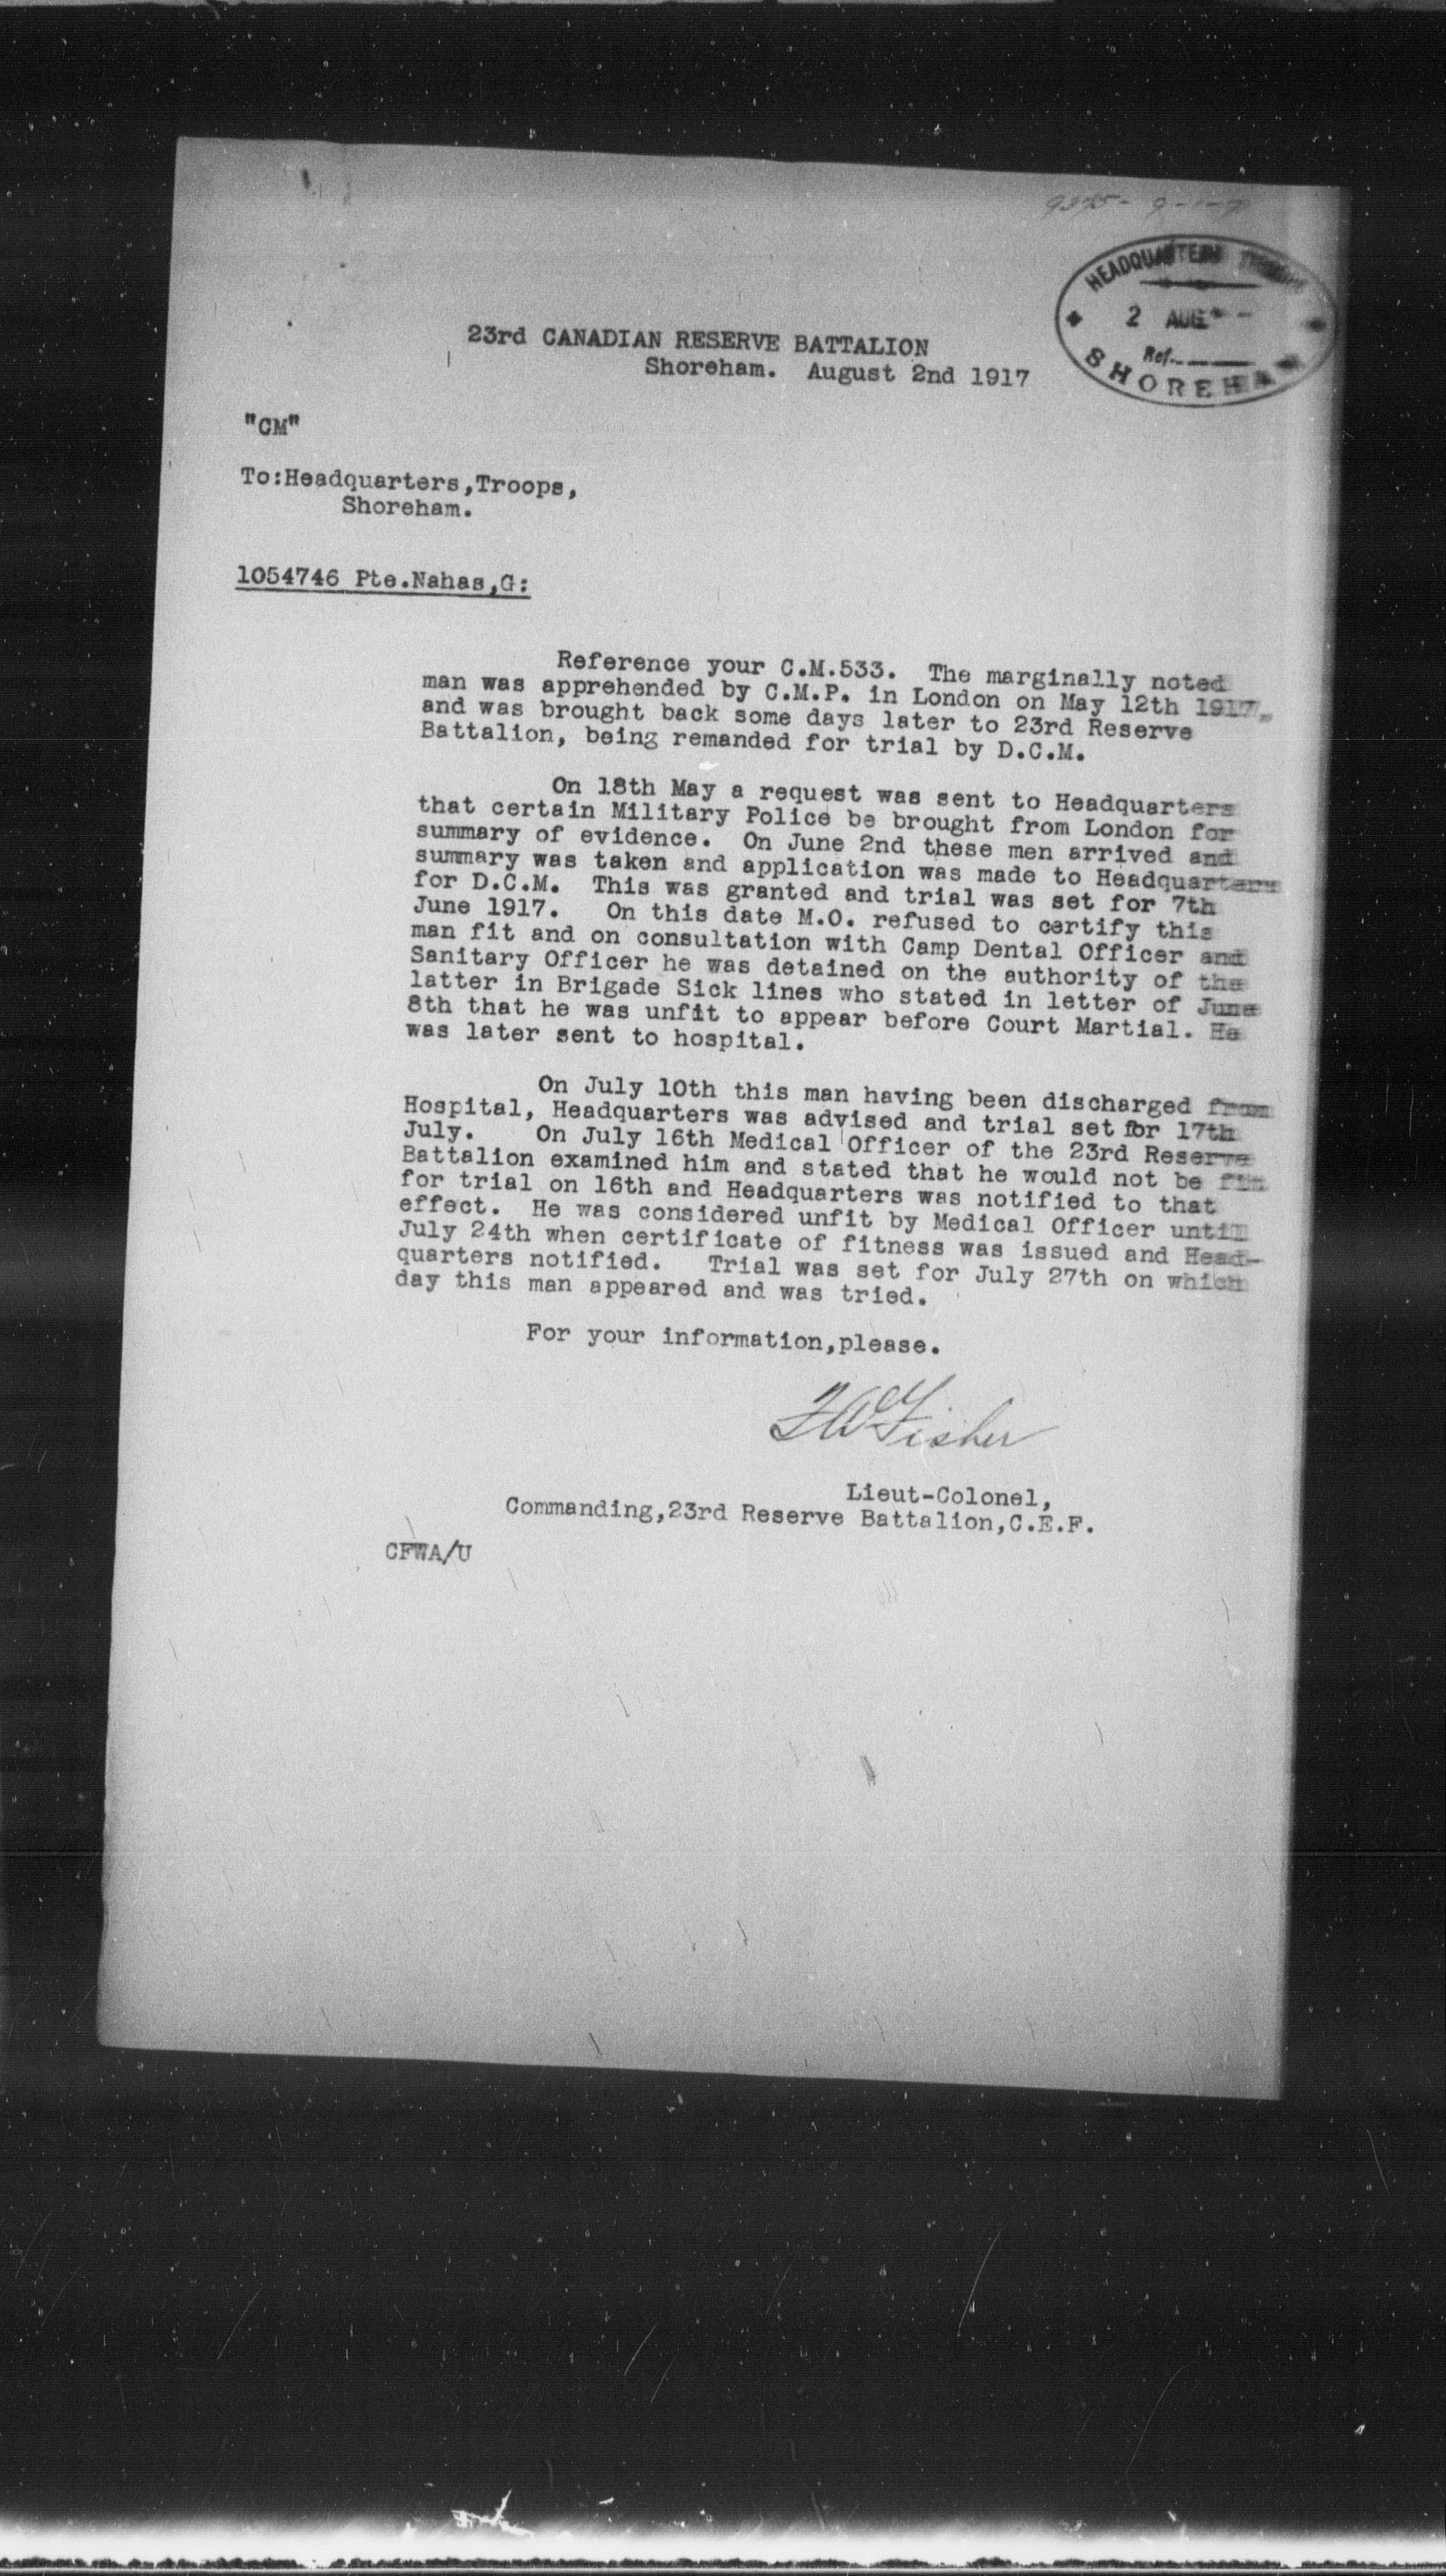 HEADQUARTERS
2 AUG
Ref.
SHOREHAM
23rd CANADIAN RESERVE BATTALION
Shoreham. August 2nd 1917
"CM"
To:Headquarters,Troops,
Shoreham.
1054746 Pte.Nahas,G:
Reference your C.M.533. The marginally noted
man was apprehended by C.M.P. in London on May 12th 1917,
and was brought back some days later to 23rd Reserve
Battalion, being remanded for trial by D.C.M.
On 18th May a request was sent to Headquarters
that certain Military Police be brought from London for
summary of evidence. On June 2nd these men arrived and
summary was taken and application was made to Headquarters
for D.C.M. This was granted and trial was set for 7th
June 1917. On this date M.O. refused to certify this
man fit and on consultation with Camp Dental Officer and
Sanitary Officer he was detained on the authority of the
latter in Brigade Sick lines who stated in letter of June
8th that he was unfit to appear before Court Martial. He
was later sent to hospital.
On July 10th this man having been discharged from
Hospital, Headquarters was advised and trial set for 17th
July. On July 16th Medical Officer of the 23rd Reserve
Battalion examined him and stated that he would not be fit
for trial on 16th and Headquarters was notified to that
effect. He was considered unfit by Medical Officer until
July 24th when certificate of fitness was issued and Head-
quarters notified. Trial was set for July 27th on which
day this man appeared and was tried.
For your information,please.
FWFisher
Lieut-Colonel,
Commanding,23rd Reserve Battalion,C.E.F.
CFWA/U